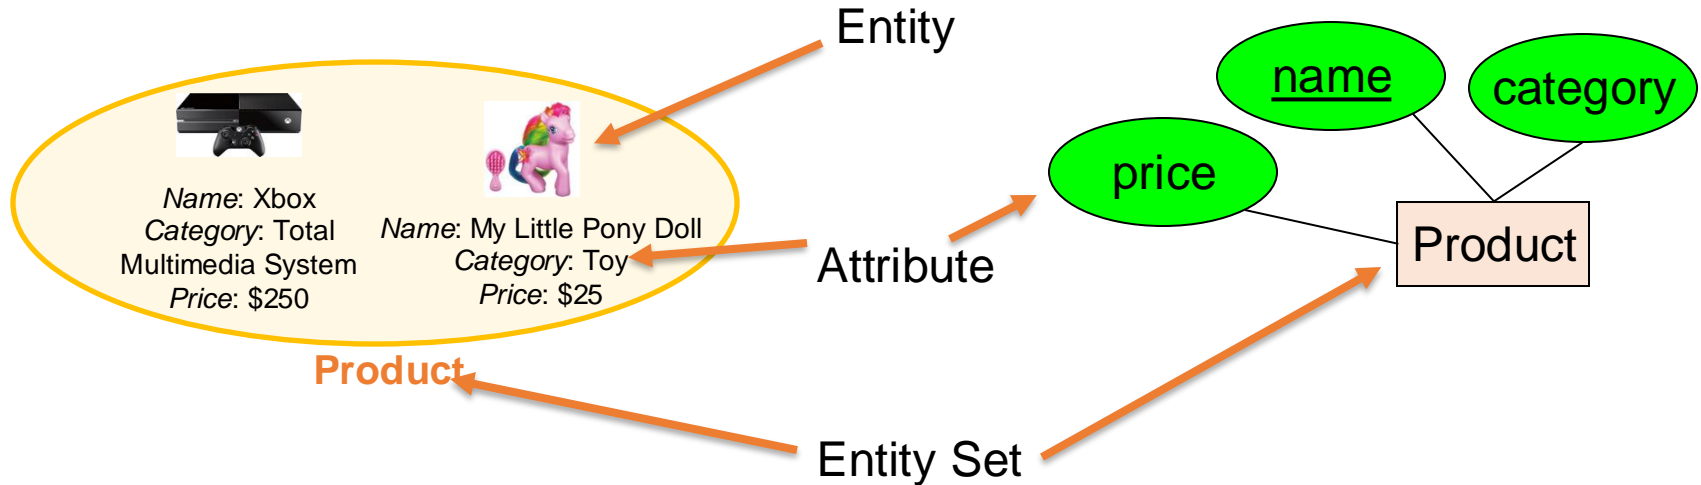 Entity
name
category
price
Name: Xbox
Category: Total
Multimedia System
Price: $250
Name: My Little Pony Doll
Category: Toy
Price: $25
Attribute
Product
Product
Entity Set